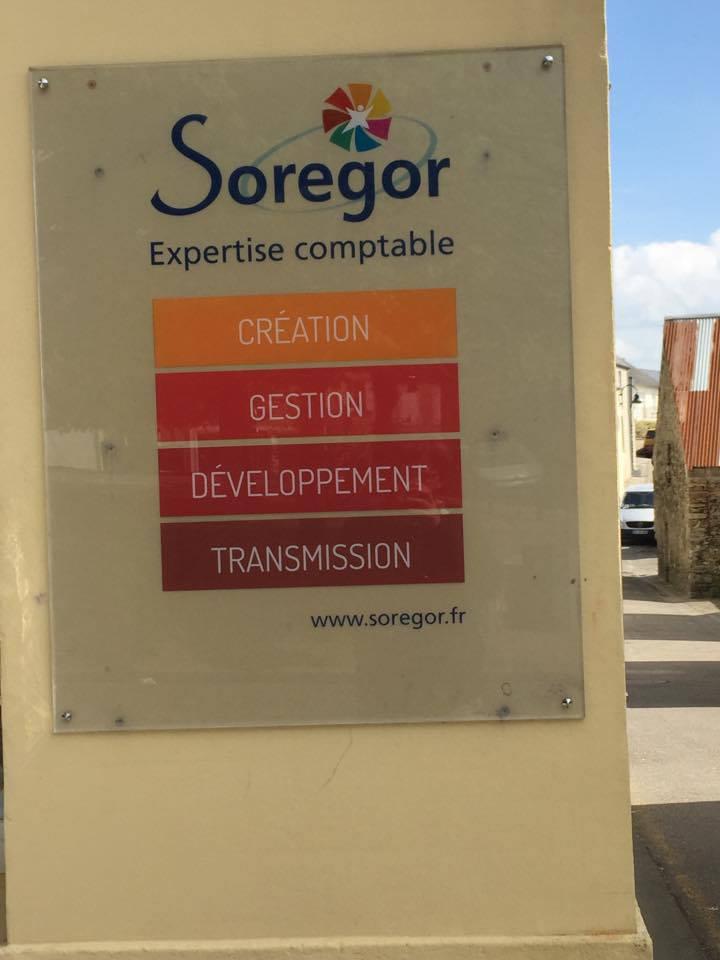 Soregor
Expertise comptable
CRÉATION
GESTION
DÉVELOPPEMENT
TRANSMISSION
www.soregor.fr